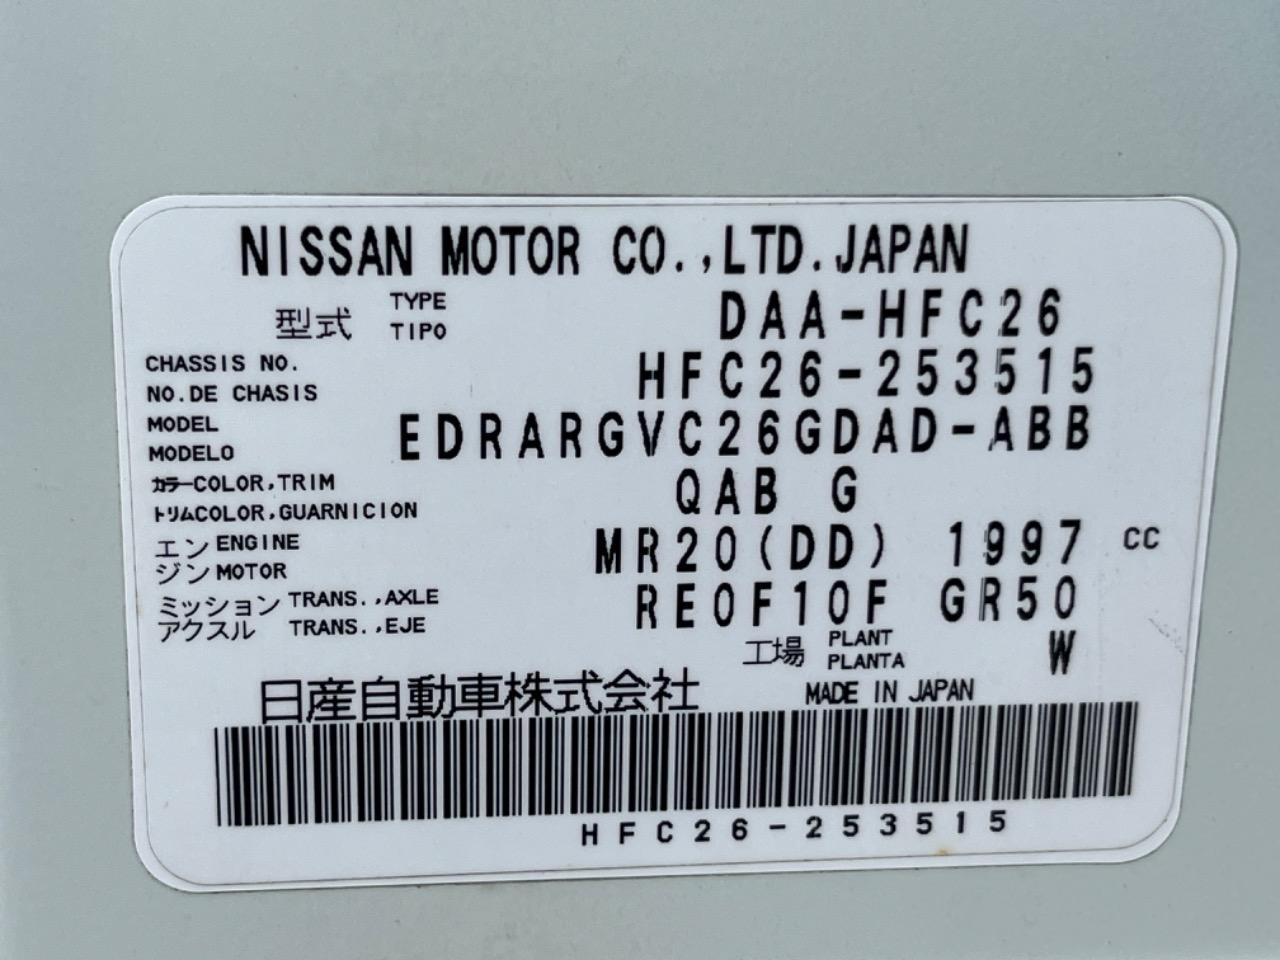 NISSAN MOTOR CO.,LTD.JAPAN
型式 TYPE TIPO DAA-HFC26
CHASSIS NO.
NO.DE CHASIS HFC26-253515
MODEL
MODELO EDRARGVC26GDAD-ABB
カラーCOLOR,TRIM
トリムCOLOR,GUARNICION QAB G
エンジン ENGINE MOTOR MR20(DD) 1997 CC
ミッション TRANS.,AXLE
アクスル TRANS.,EJE RE0F10F GR50
工場 PLANT PLANTA W
日産自動車株式会社 MADE IN JAPAN
HFC26-253515